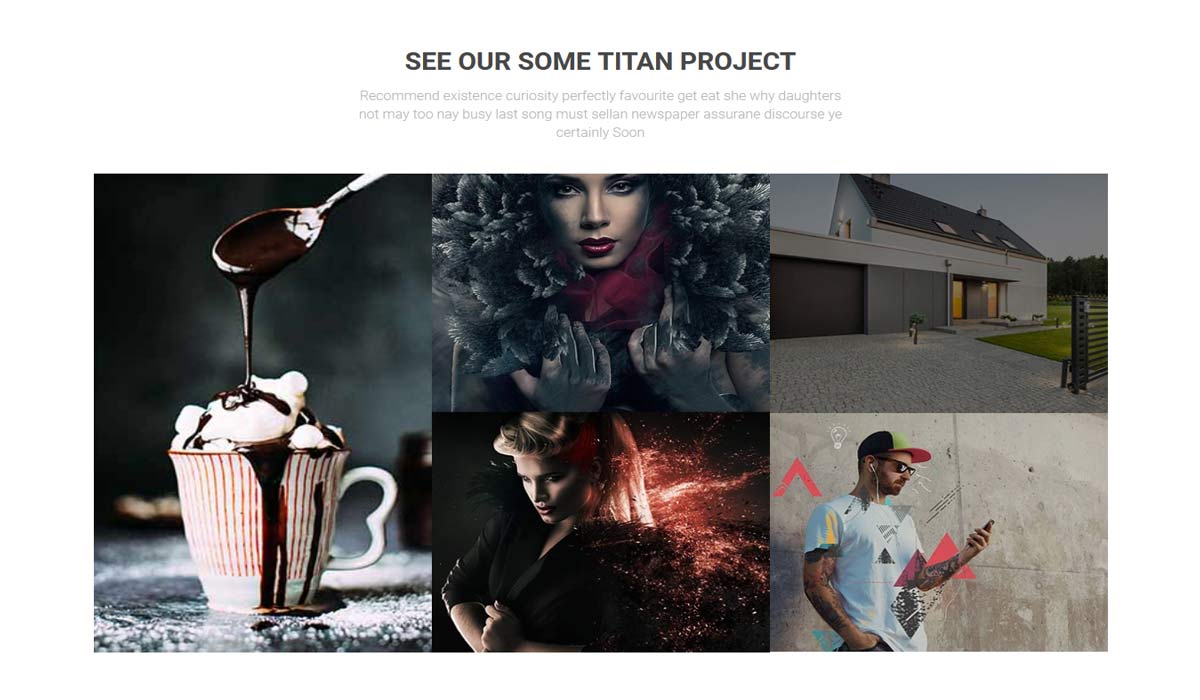 SEE OUR SOME TITAN PROJECT
Recommend existence curiosity perfectly favourite get eat she why daughters
not may too nay busy last song must sellan newspaper assurane discourse ye
certainly Soon